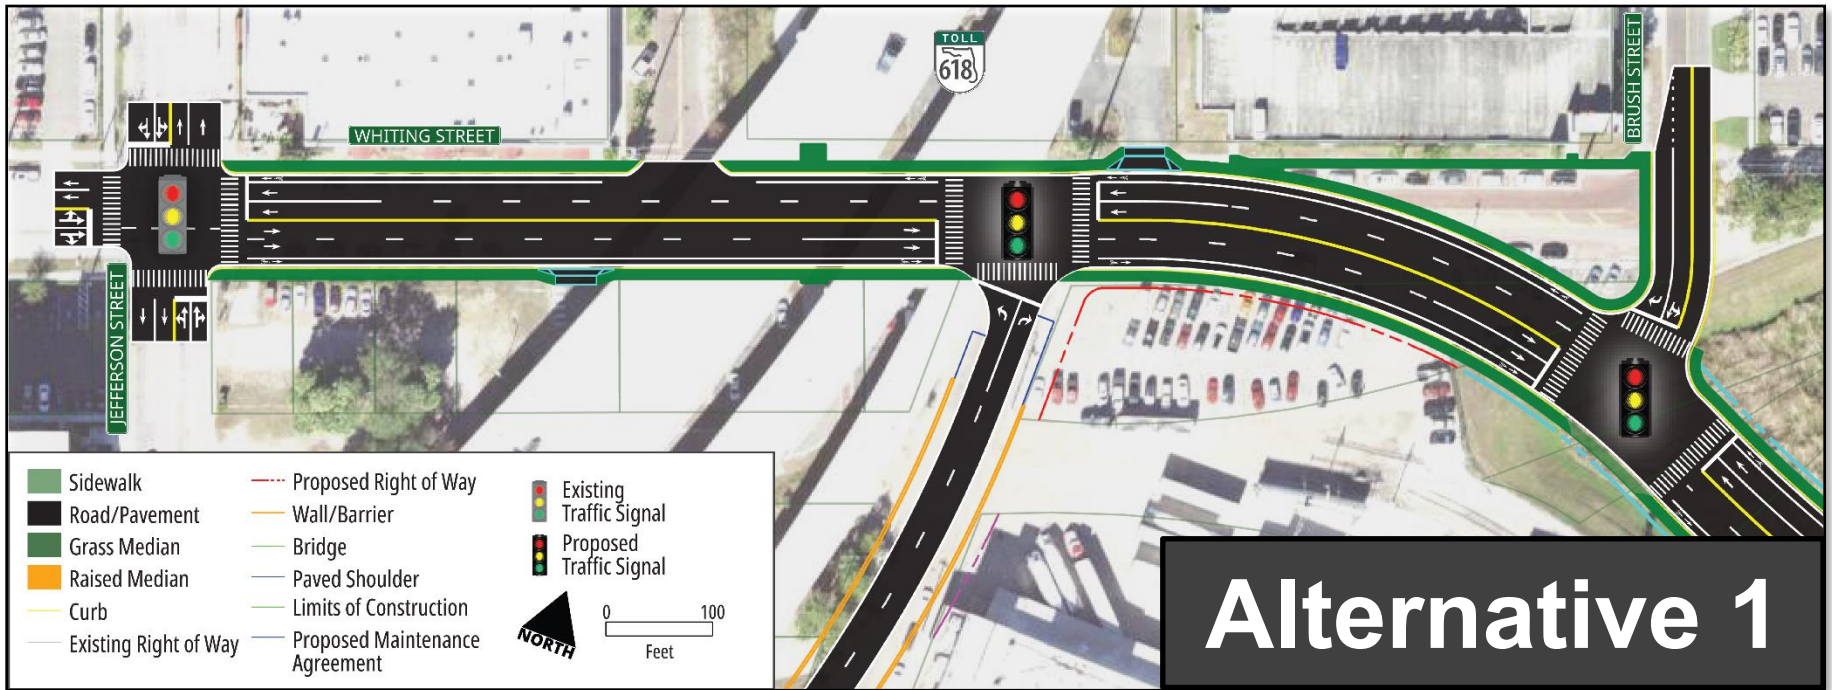 TOLL
618
BRUSH STREET
WHITING STREET
JEFFERSON STREET
Sidewalk
Road/Pavement
Grass Median
Raised Median
Curb
Existing Right of Way
Proposed Right of Way
Wall/Barrier
Bridge
Paved Shoulder
Limits of Construction
Proposed Maintenance
Agreement
Existing
Traffic Signal
Proposed
Traffic Signal
NORTH
0 100
Feet
Alternative 1